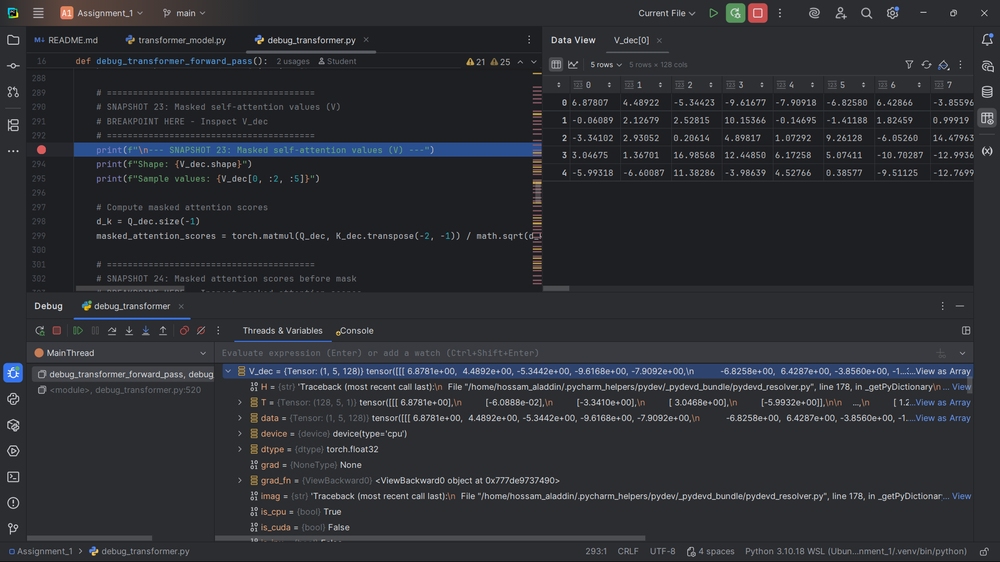 A1 Assignment_1 main Current File
M↓ README.md transformer_model.py debug_transformer.py
16 def debug_transformer_forward_pass(): 2 usages Student 21 25
288
289 # ========================================
290 # SNAPSHOT 23: Masked self-attention values (V)
291 # BREAKPOINT HERE - Inspect V_dec
292 # ========================================
print(f"\n--- SNAPSHOT 23: Masked self-attention values (V) ---")
294 print(f"Shape: {V_dec.shape}")
295 print(f"Sample values: {V_dec[0, :2, :5]}")
296
297 # Compute masked attention scores
298 d_k = Q_dec.size(-1)
299 masked_attention_scores = torch.matmul(Q_dec, K_dec.transpose(-2, -1)) / math.sqrt(d_k
300
301 # ========================================
302 # SNAPSHOT 24: Masked attention scores before mask
Data View V_dec[0]
5 rows 5 rows × 128 cols
123 0 123 1 123 2 123 3 123 4 123 5 123 6 123 7
0 6.87807 4.48922 -5.34423 -9.61677 -7.90918 -6.82580 6.42866 -3.85596
1 -0.06089 2.12679 2.52815 10.15366 -0.14695 -1.41188 1.82459 0.99919
2 -3.34102 2.93052 0.20614 4.89817 1.07292 9.26128 -6.05260 14.47963
3 3.04675 1.36701 16.98568 12.44850 6.17258 5.07411 -10.70287 -12.9936
4 -5.99318 -6.60087 11.38286 -3.98639 4.52766 0.38577 -9.51125 -12.7699
Debug debug_transformer
Threads & Variables Console
MainThread
debug_transformer_forward_pass, debug_
<module>, debug_transformer.py:520
Evaluate expression (Enter) or add a watch (Ctrl+Shift+Enter)
V_dec = {Tensor: (1, 5, 128)} tensor([[[ 6.8781e+00, 4.4892e+00, -5.3442e+00, -9.6168e+00, -7.9092e+00,\n -6.8258e+00, 6.4287e+00, -3.8560e+00, -1...View as Array
H = {str} 'Traceback (most recent call last):\n File "/home/hossam_aladdin/.pycharm_helpers/pydev/_pydevd_bundle/pydevd_resolver.py", line 178, in _getPyDictionary\n ... View
T = {Tensor: (128, 5, 1)} tensor([[[ 6.8781e+00],\n [-6.0888e-02],\n [-3.3410e+00],\n [ 3.0468e+00],\n [-5.9932e+00]],\n\n ...,\n [ 1.2...View as Array
data = {Tensor: (1, 5, 128)} tensor([[[ 6.8781e+00, 4.4892e+00, -5.3442e+00, -9.6168e+00, -7.9092e+00,\n -6.8258e+00, 6.4287e+00, -3.8560e+00, -1....View as Array
device = {device} device(type='cpu')
dtype = {dtype} torch.float32
grad = {NoneType} None
grad_fn = {ViewBackward0} <ViewBackward0 object at 0x777de9737490>
imag = {str} 'Traceback (most recent call last):\n File "/home/hossam_aladdin/.pycharm_helpers/pydev/_pydevd_bundle/pydevd_resolver.py", line 178, in _getPyDictionar... View
is_cpu = {bool} True
is_cuda = {bool} False
Assignment_1 > debug_transformer.py 293:1 CRLF UTF-8 4 spaces Python 3.10.18 WSL (Ubun...nment_1/.venv/bin/python)